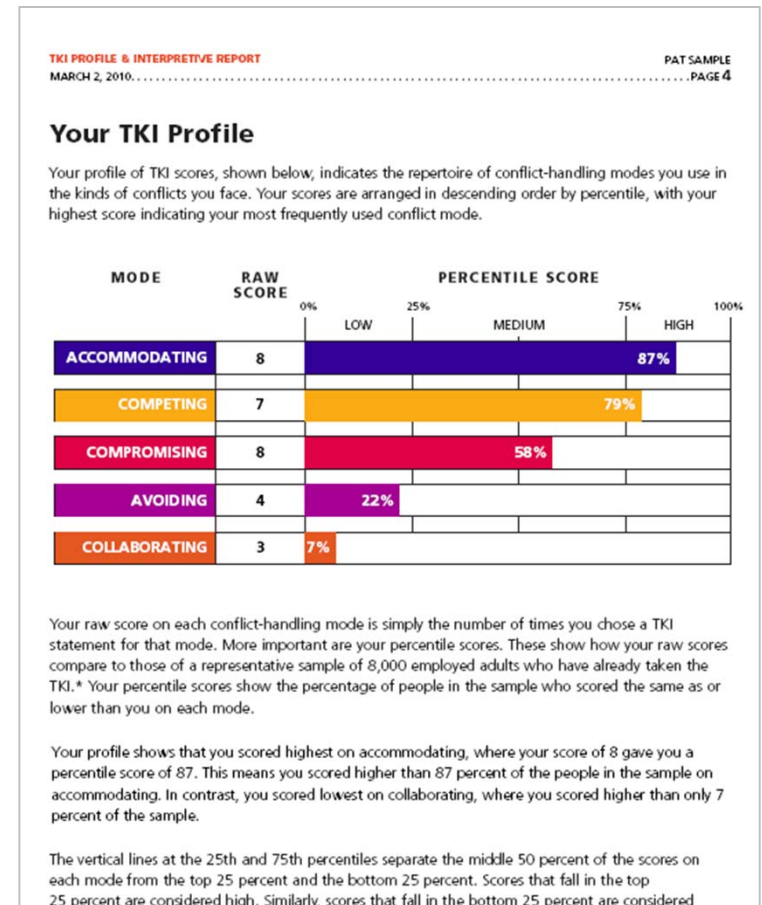 TKI PROFILE & INTERPRETIVE REPORT PAT SAMPLE
MARCH 2, 2010. . . . . . . . . . . . . . . . . . . . . . . . . . . . . . . . . . . . . . . . . . . . . . . . . . . . . . . . . . . . . . . . . . . . . . . . PAGE 4
Your TKI Profile
Your profile of TKI scores, shown below, indicates the repertoire of conflict-handling modes you use in
the kinds of conflicts you face. Your scores are arranged in descending order by percentile, with your
highest score indicating your most frequently used conflict mode.
MODE RAW PERCENTILE SCORE
SCORE
0% 25% 75% 100%
LOW MEDIUM HIGH
ACCOMMODATING 8 87%
COMPETING 7 79%
COMPROMISING 8 58%
AVOIDING 4 22%
COLLABORATING 3 7%
Your raw score on each conflict-handling mode is simply the number of times you chose a TKI
statement for that mode. More important are your percentile scores. These show how your raw scores
compare to those of a representative sample of 8,000 employed adults who have already taken the
TKI.* Your percentile scores show the percentage of people in the sample who scored the same as or
lower than you on each mode.
Your profile shows that you scored highest on accommodating, where your score of 8 gave you a
percentile score of 87. This means you scored higher than 87 percent of the people in the sample on
accommodating. In contrast, you scored lowest on collaborating, where you scored higher than only 7
percent of the sample.
The vertical lines at the 25th and 75th percentiles separate the middle 50 percent of the scores on
each mode from the top 25 percent and the bottom 25 percent. Scores that fall in the top
25 percent are considered high. Similarly, scores that fall in the bottom 25 percent are considered